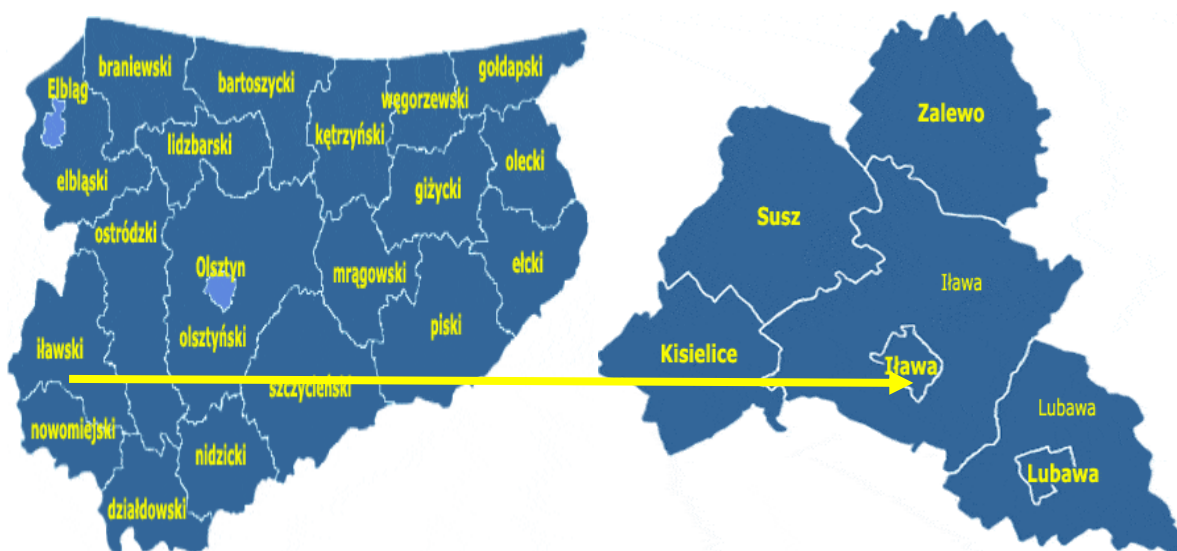 braniewski
gołdapski
bartoszycki
Elbląg
węgorzewski
kętrzyński
lidzbarski
olecki
giżycki
elbląski
ostródzki
Olsztyn
mrągowski
ełcki
piski
olsztyński
iławski
szczycieński
nowomiejski
nidzicki
działdowski
Zalewo
Susz
Iława
Kisielice
Iława
Lubawa
Lubawa